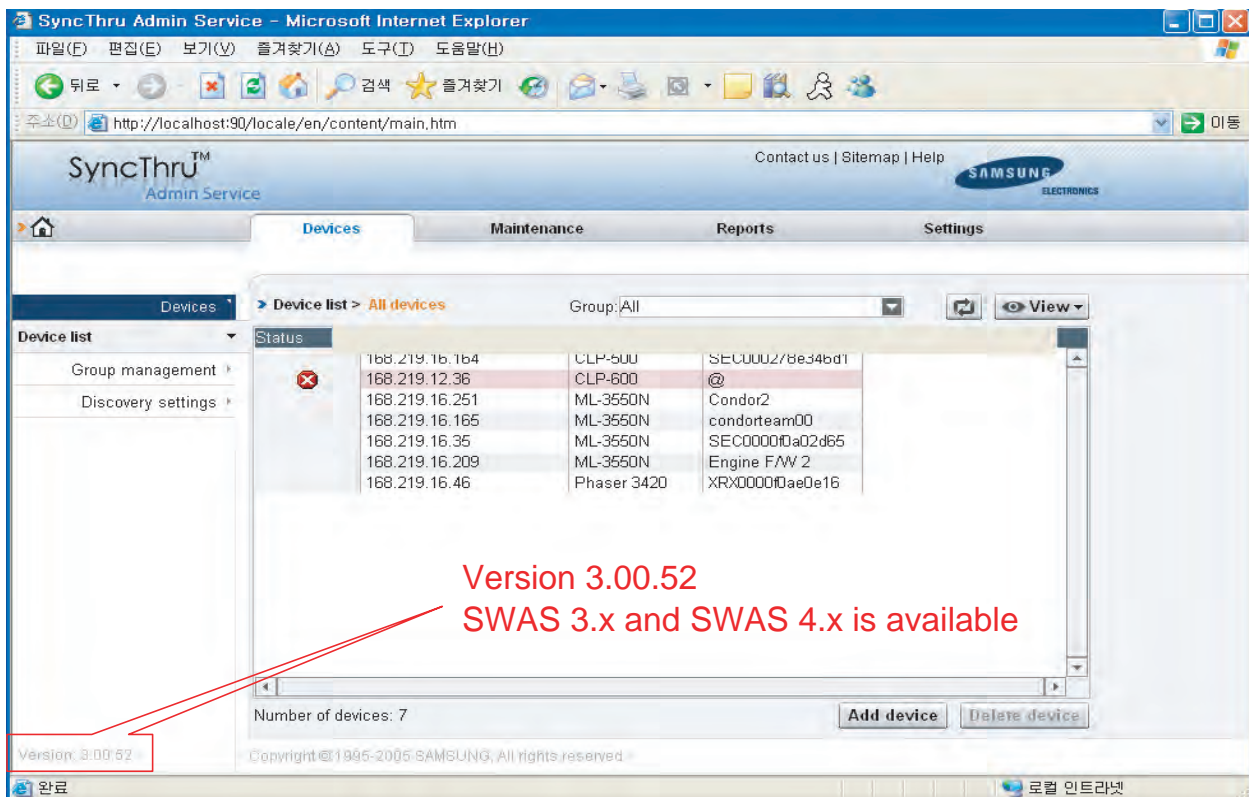 SyncThru Admin Service - Microsoft Internet Explorer
파일(F) 편집(E) 보기(V) 즐겨찾기(A) 도구(T) 도움말(H)
뒤로 검색 즐겨찾기
주소(D) http://localhost:90/locale/en/content/main.htm 이동
SyncThru™
Admin Service
Contact us | Sitemap | Help
SAMSUNG
ELECTRONICS
Devices Maintenance Reports Settings
Devices
Device list
Group management
Discovery settings
Device list > All devices Group: All View
Status
168.219.16.164 CLP-500 SEC000278e346d1
168.219.12.36 CLP-600 @
168.219.16.251 ML-3550N Condor2
168.219.16.165 ML-3550N condorteam00
168.219.16.35 ML-3550N SEC0000f0a02d65
168.219.16.209 ML-3550N Engine F/W 2
168.219.16.46 Phaser 3420 XRX0000f0ae0e16
Version 3.00.52
SWAS 3.x and SWAS 4.x is available
Number of devices: 7 Add device Delete device
Version: 3.00.52 Copyright © 1995-2005 SAMSUNG, All rights reserved
완료 로컬 인트라넷